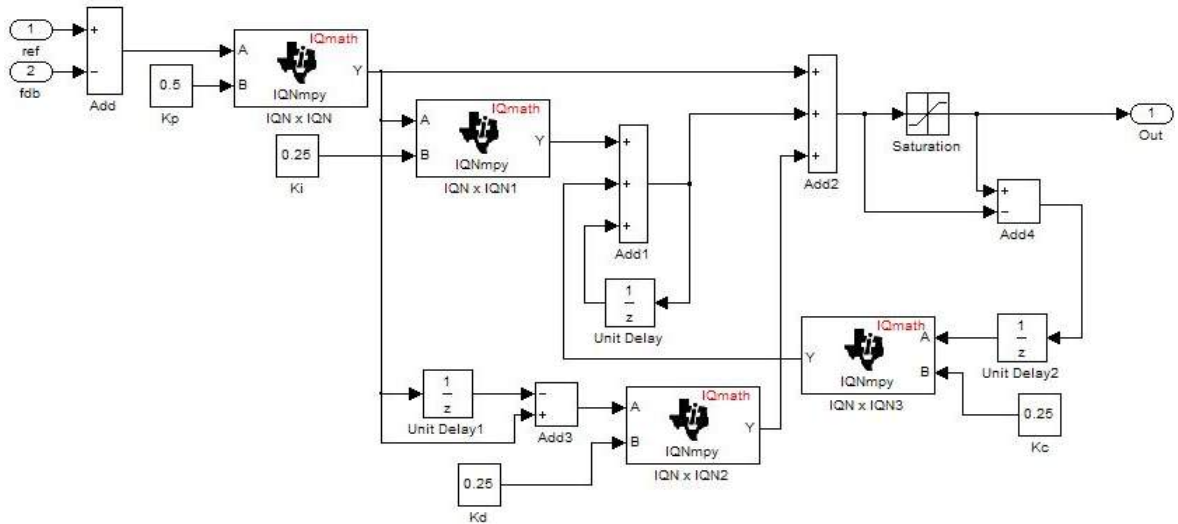 1
ref
2
fdb
+
−
Add
0.5
Kp
IQmath
A
B
Y
IQNmpy
IQN x IQN
0.25
Ki
IQmath
A
B
Y
IQNmpy
IQN x IQN1
+
+
+
Add1
1
z
Unit Delay
+
+
+
Add2
Saturation
1
Out
+
−
Add4
1
z
Unit Delay2
IQmath
A
B
Y
IQNmpy
IQN x IQN3
0.25
Kc
1
z
Unit Delay1
−
+
Add3
IQmath
A
B
Y
IQNmpy
IQN x IQN2
0.25
Kd